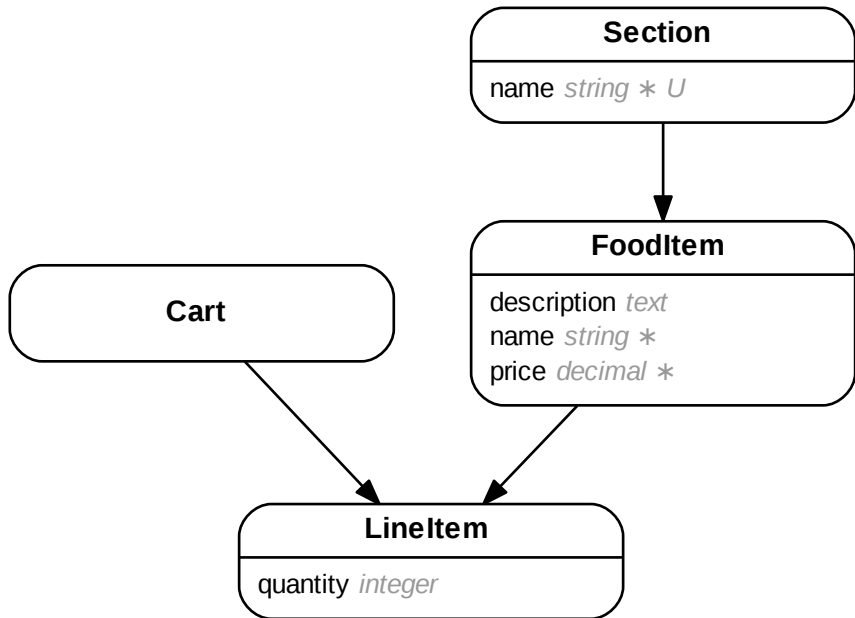 Section
name string ∗ U
FoodItem
description text
name string ∗
price decimal ∗
Cart
LineItem
quantity integer